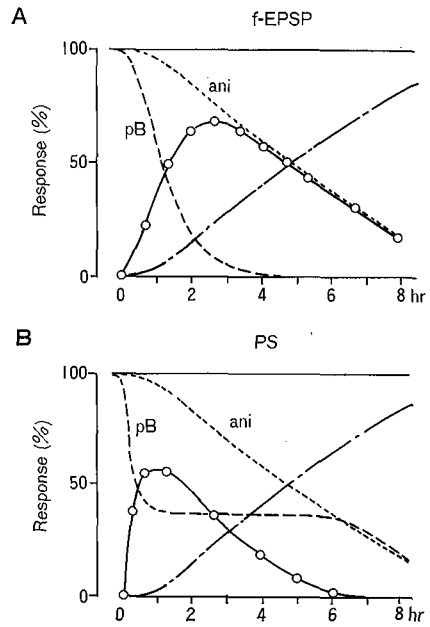 A
f-EPSP
Response (%)
100
50
0
pB
ani
0 2 4 6 8 hr
B
PS
Response (%)
100
50
0
pB
ani
0 2 4 6 8 hr